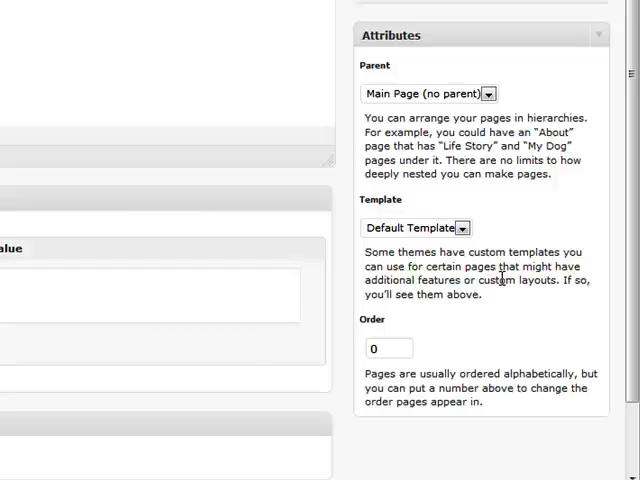 Attributes
Parent
Main Page (no parent)
You can arrange your pages in hierarchies.
For example, you could have an “About”
page that has “Life Story” and “My Dog”
pages under it. There are no limits to how
deeply nested you can make pages.
Template
Default Template
Some themes have custom templates you
can use for certain pages that might have
additional features or custom layouts. If so,
you’ll see them above.
alue
Order
0
Pages are usually ordered alphabetically, but
you can put a number above to change the
order pages appear in.